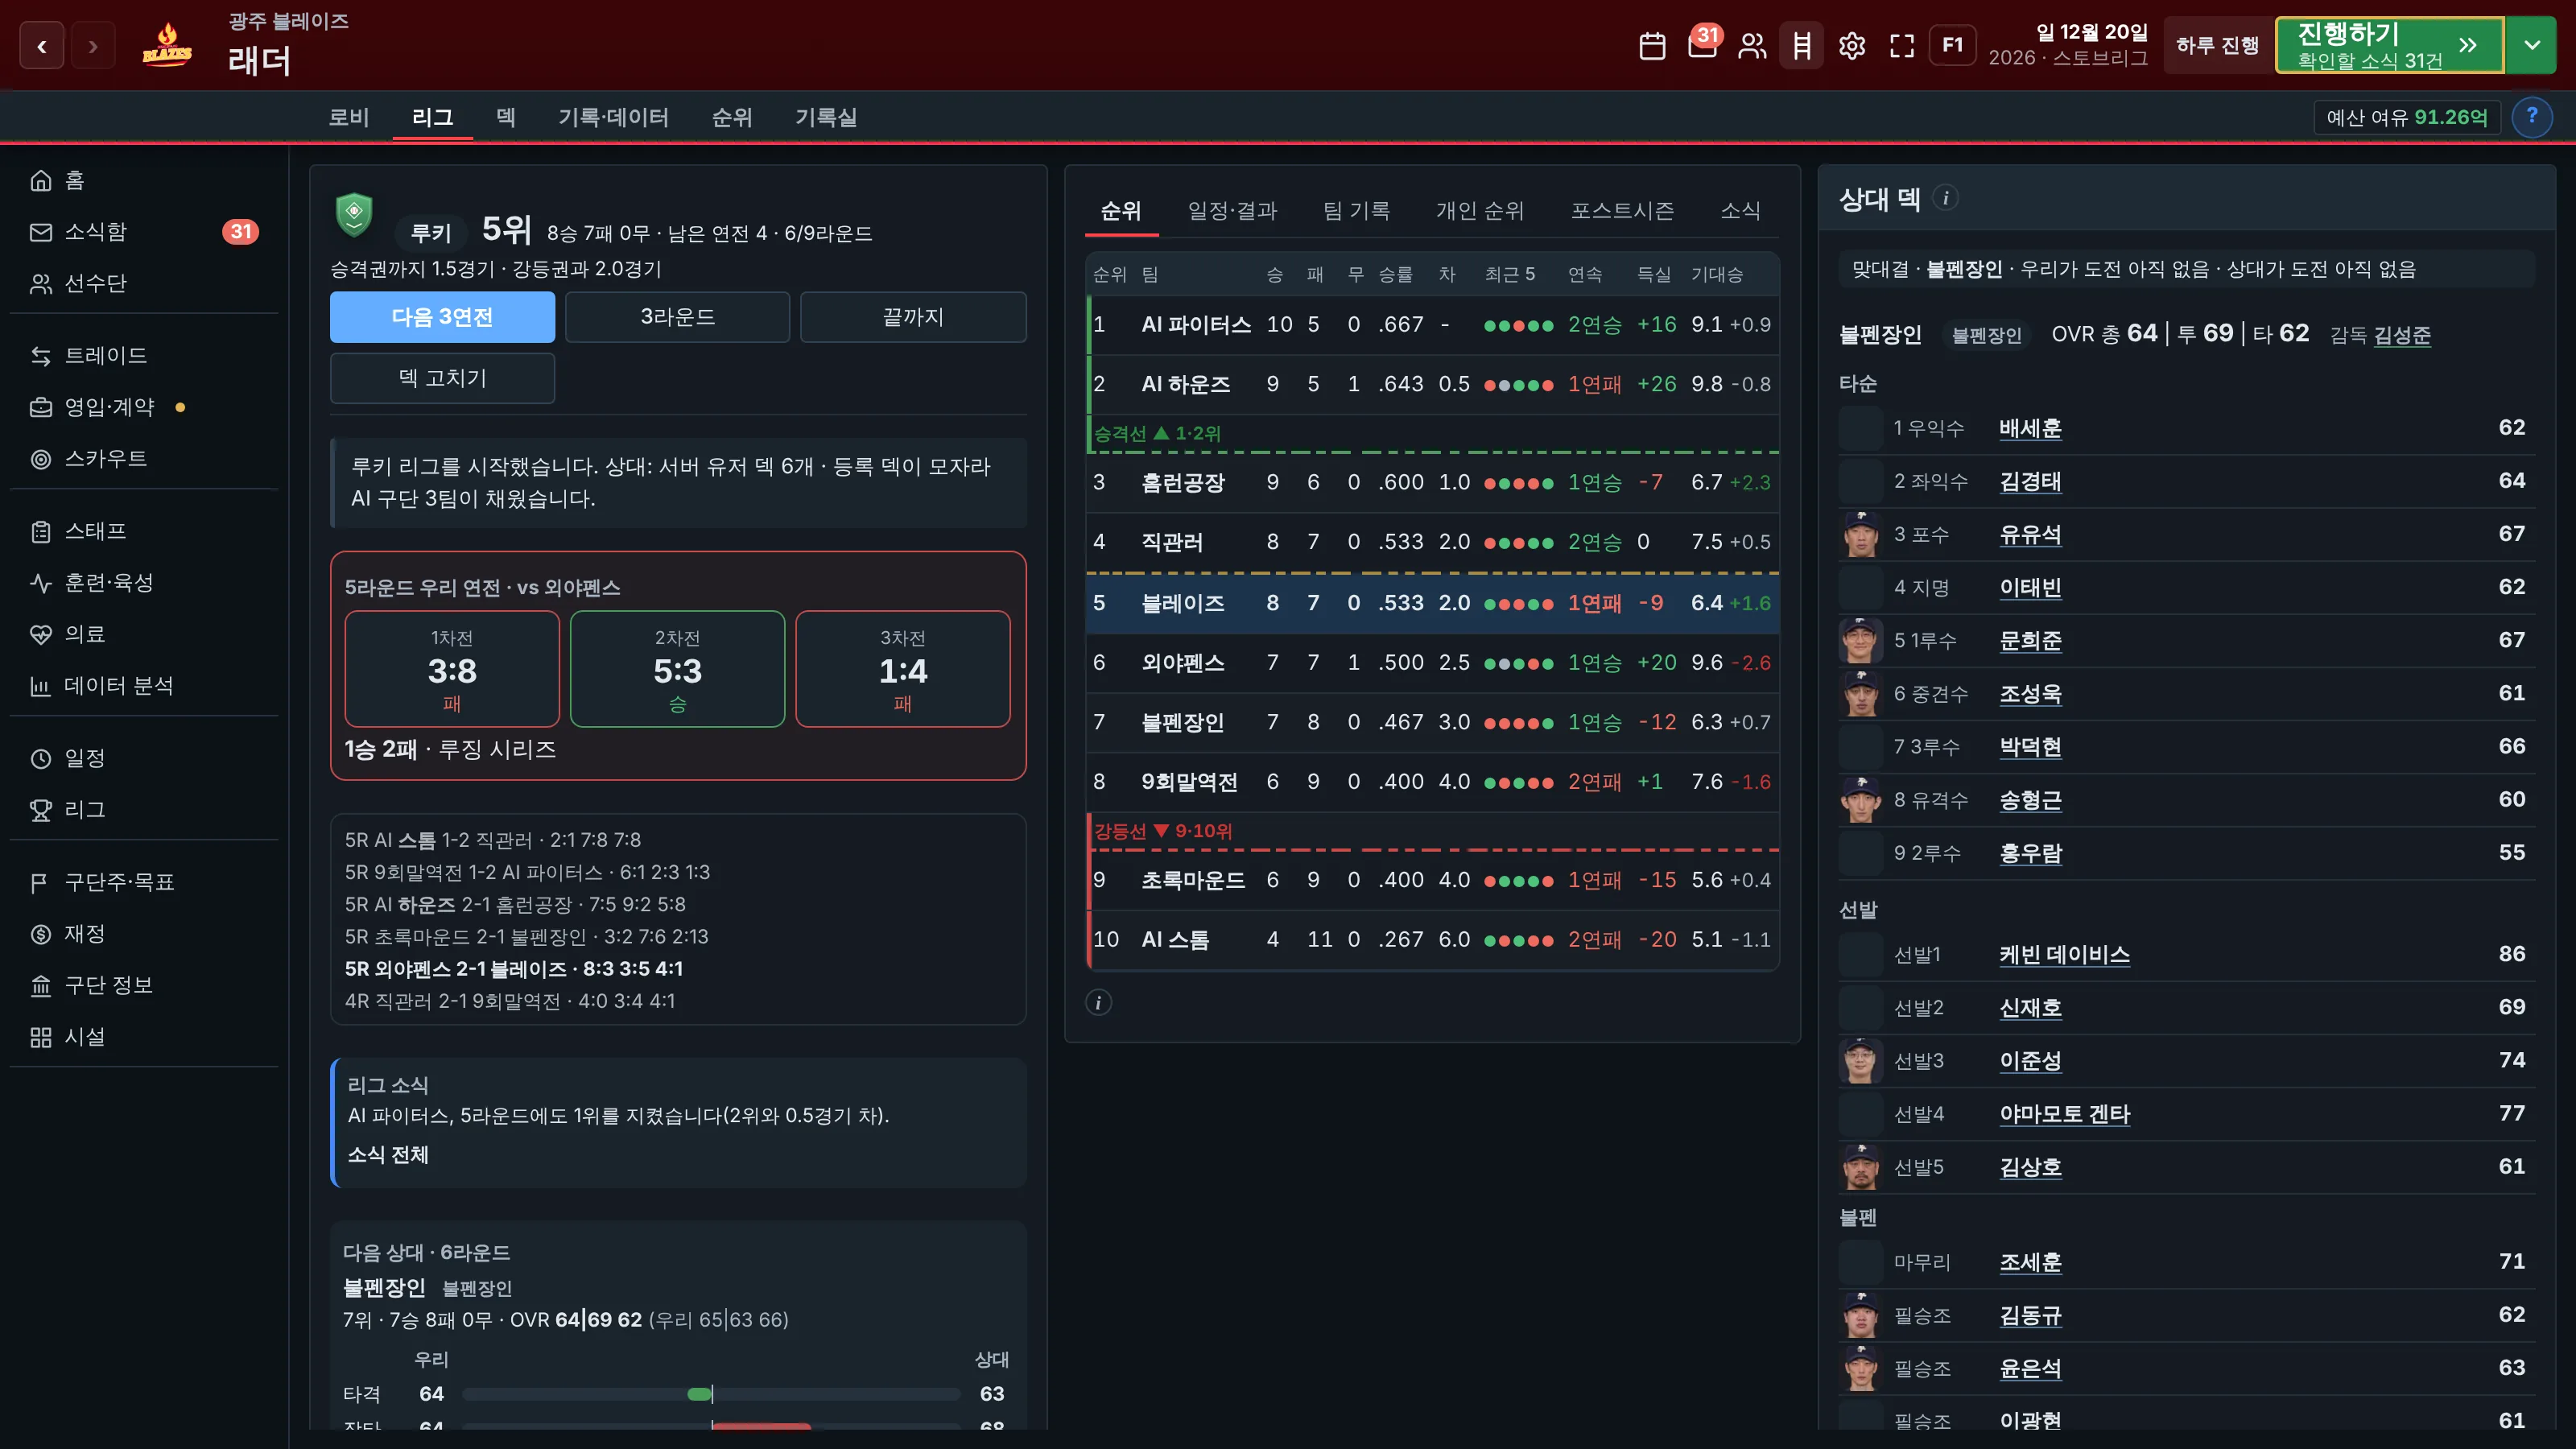 광주 블레이즈
래더
BLAZES
31
F1
일 12월 20일
2026 · 스토브리그
하루 진행
진행하기
확인할 소식 31건
로비
리그
덱
기록·데이터
순위
기록실
예산 여유 91.26억
?
홈
소식함 31
선수단
트레이드
영입·계약
스카우트
스태프
훈련·육성
의료
데이터 분석
일정
리그
구단주·목표
재정
구단 정보
시설
루키 5위 8승 7패 0무 · 남은 연전 4 · 6/9라운드
승격권까지 1.5경기 · 강등권과 2.0경기
다음 3연전
3라운드
끝까지
덱 고치기
루키 리그를 시작했습니다. 상대: 서버 유저 덱 6개 · 등록 덱이 모자라
AI 구단 3팀이 채웠습니다.
5라운드 우리 연전 · vs 외야펜스
1차전 2차전 3차전
3:8 5:3 1:4
패 승 패
1승 2패 · 루징 시리즈
5R AI 스톰 1-2 직관러 · 2:1 7:8 7:8
5R 9회말역전 1-2 AI 파이터스 · 6:1 2:3 1:3
5R AI 하운즈 2-1 홈런공장 · 7:5 9:2 5:8
5R 초록마운드 2-1 불펜장인 · 3:2 7:6 2:13
5R 외야펜스 2-1 블레이즈 · 8:3 3:5 4:1
4R 직관러 2-1 9회말역전 · 4:0 3:4 4:1
리그 소식
AI 파이터스, 5라운드에도 1위를 지켰습니다(2위와 0.5경기 차).
소식 전체
다음 상대 · 6라운드
불펜장인 불펜장인
7위 · 7승 8패 0무 · OVR 64|69 62 (우리 65|63 66)
우리 상대
타격 64 63
장타 64 68
순위 일정·결과 팀 기록 개인 순위 포스트시즌 소식
순위 팀 승 패 무 승률 차 최근 5 연속 득실 기대승
1 AI 파이터스 10 5 0 .667 - 2연승 +16 9.1 +0.9
2 AI 하운즈 9 5 1 .643 0.5 1연패 +26 9.8 -0.8
승격선 ▲ 1·2위
3 홈런공장 9 6 0 .600 1.0 1연승 -7 6.7 +2.3
4 직관러 8 7 0 .533 2.0 2연승 0 7.5 +0.5
5 블레이즈 8 7 0 .533 2.0 1연패 -9 6.4 +1.6
6 외야펜스 7 7 1 .500 2.5 1연승 +20 9.6 -2.6
7 불펜장인 7 8 0 .467 3.0 1연승 -12 6.3 +0.7
8 9회말역전 6 9 0 .400 4.0 2연패 +1 7.6 -1.6
강등선 ▼ 9·10위
9 초록마운드 6 9 0 .400 4.0 1연패 -15 5.6 +0.4
10 AI 스톰 4 11 0 .267 6.0 2연패 -20 5.1 -1.1
i
상대 덱 i
맞대결 · 불펜장인 · 우리가 도전 아직 없음 · 상대가 도전 아직 없음
불펜장인 불펜장인 OVR 총 64 | 투 69 | 타 62 감독 김성준
타순
1 우익수 배세훈 62
2 좌익수 김경태 64
3 포수 유유석 67
4 지명 이태빈 62
5 1루수 문희준 67
6 중견수 조성욱 61
7 3루수 박덕현 66
8 유격수 송형근 60
9 2루수 홍우람 55
선발
선발1 케빈 데이비스 86
선발2 신재호 69
선발3 이준성 74
선발4 야마모토 겐타 77
선발5 김상호 61
불펜
마무리 조세훈 71
필승조 김동규 62
필승조 윤은석 63
필승조 이광현 61